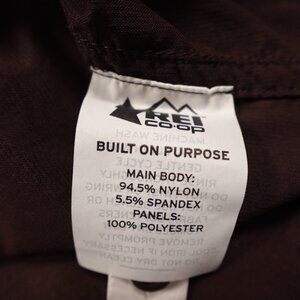 REI
CO·OP
BUILT ON PURPOSE
MAIN BODY:
94.5% NYLON
5.5% SPANDEX
PANELS:
100% POLYESTER